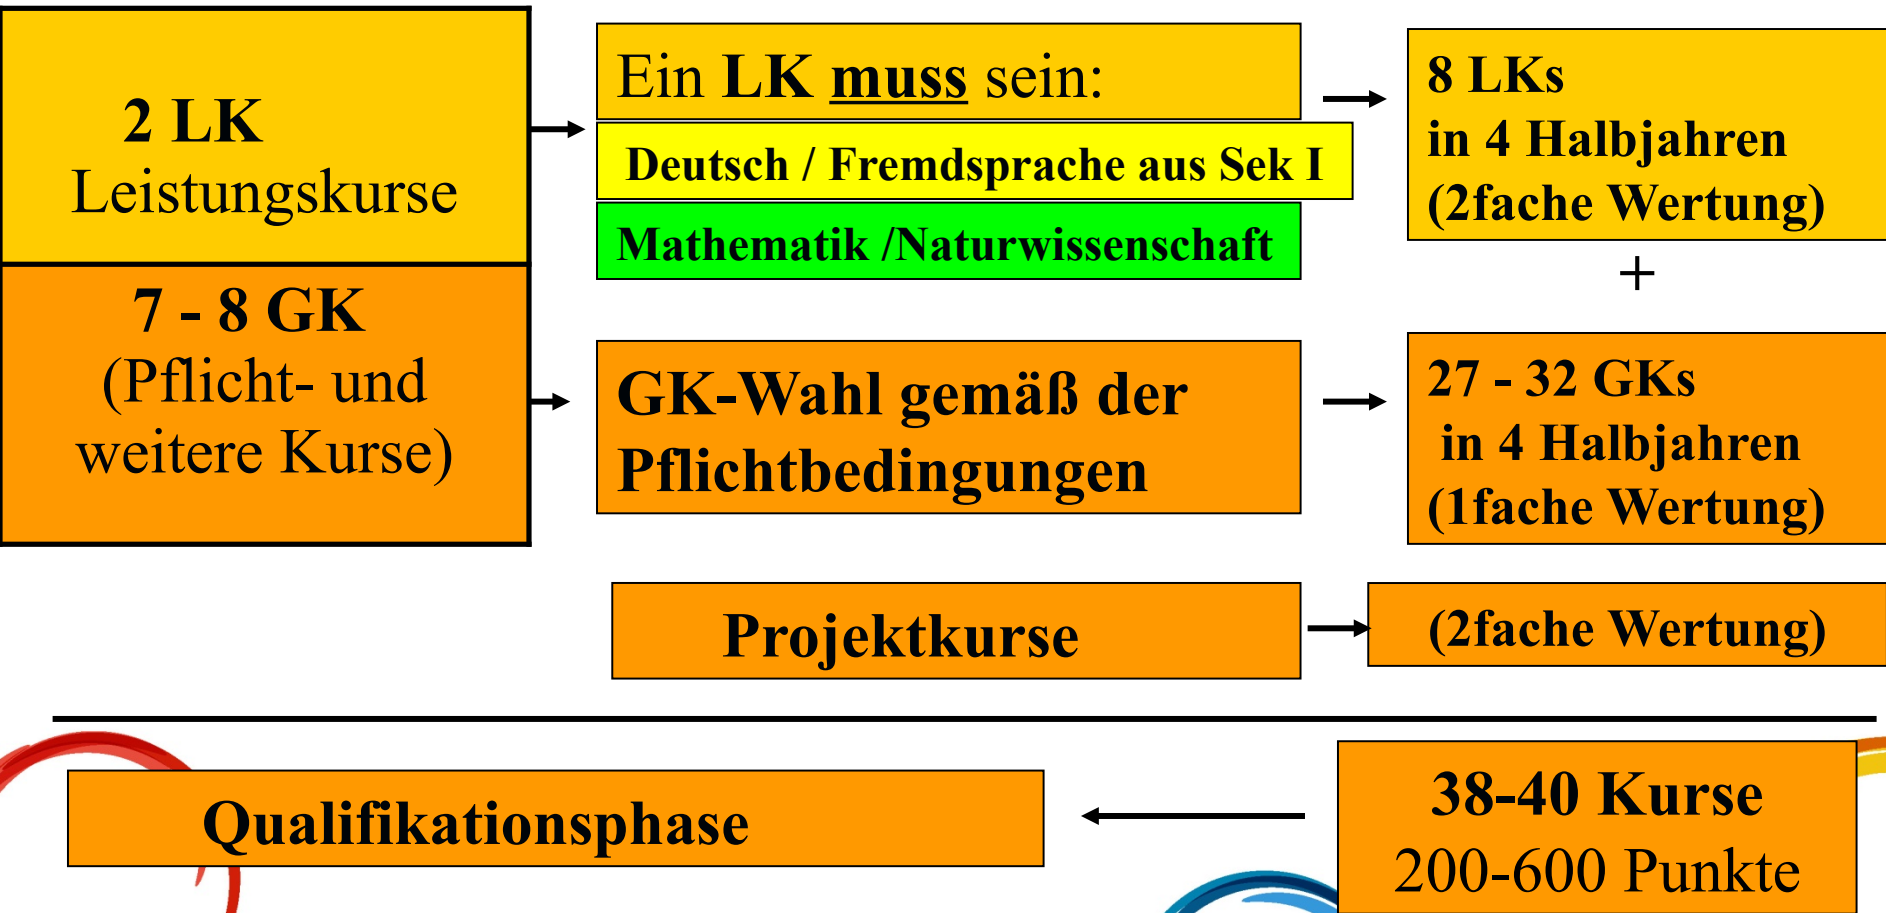 2 LK
Leistungskurse
Ein LK muss sein:
Deutsch / Fremdsprache aus Sek I
Mathematik /Naturwissenschaft
8 LKs
in 4 Halbjahren
(2fache Wertung)
+
7 - 8 GK
(Pflicht- und
weitere Kurse)
GK-Wahl gemäß der
Pflichtbedingungen
27 - 32 GKs
in 4 Halbjahren
(1fache Wertung)
Projektkurse
(2fache Wertung)
Qualifikationsphase
38-40 Kurse
200-600 Punkte